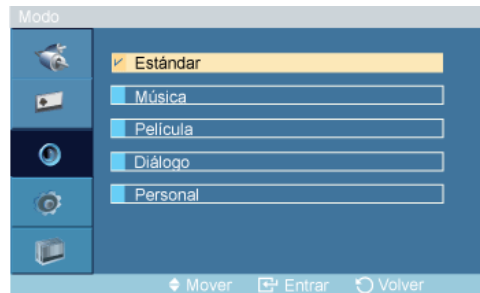 Modo
Estándar
Música
Película
Diálogo
Personal
Mover Entrar Volver